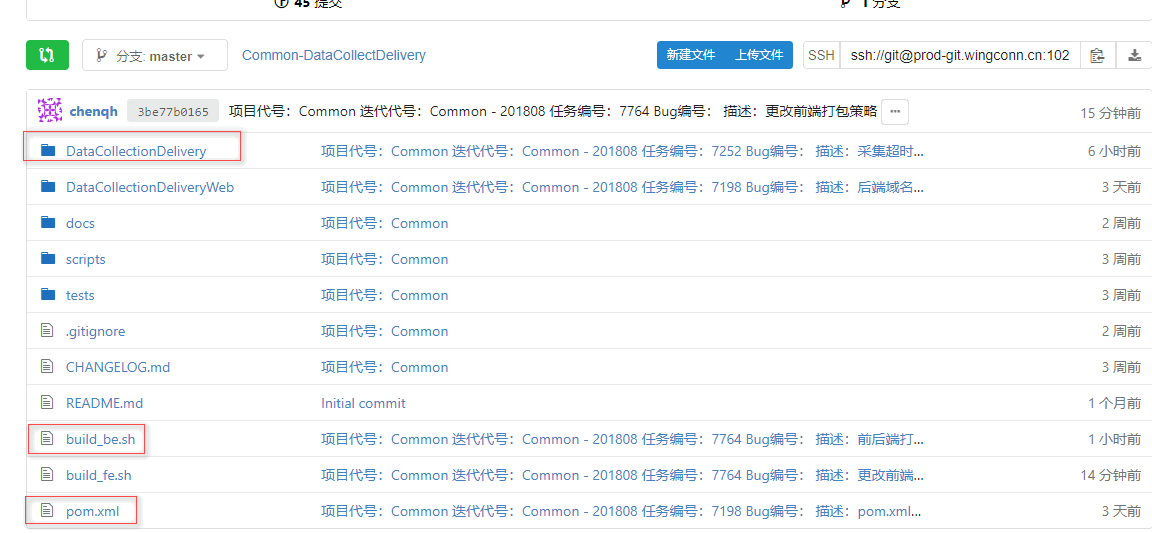 45 提交 1 分支
分支: master Common-DataCollectDelivery 新建文件 上传文件 SSH ssh://git@prod-git.wingconn.cn:102
chenqh 3be77b0165 项目代号：Common 迭代代号：Common - 201808 任务编号：7764 Bug编号： 描述：更改前端打包策略 ... 15 分钟前
DataCollectionDelivery 项目代号：Common 迭代代号：Common - 201808 任务编号：7252 Bug编号： 描述：采集超时... 6 小时前
DataCollectionDeliveryWeb 项目代号：Common 迭代代号：Common - 201808 任务编号：7198 Bug编号： 描述：后端域名... 3 天前
docs 项目代号：Common 2 周前
scripts 项目代号：Common 3 周前
tests 项目代号：Common 3 周前
.gitignore 项目代号：Common 2 周前
CHANGELOG.md 项目代号：Common 3 周前
README.md Initial commit 1 个月前
build_be.sh 项目代号：Common 迭代代号：Common - 201808 任务编号：7764 Bug编号： 描述：前后端打... 1 小时前
build_fe.sh 项目代号：Common 迭代代号：Common - 201808 任务编号：7764 Bug编号： 描述：更改前端... 14 分钟前
pom.xml 项目代号：Common 迭代代号：Common - 201808 任务编号：7198 Bug编号： 描述：pom.xml... 3 天前